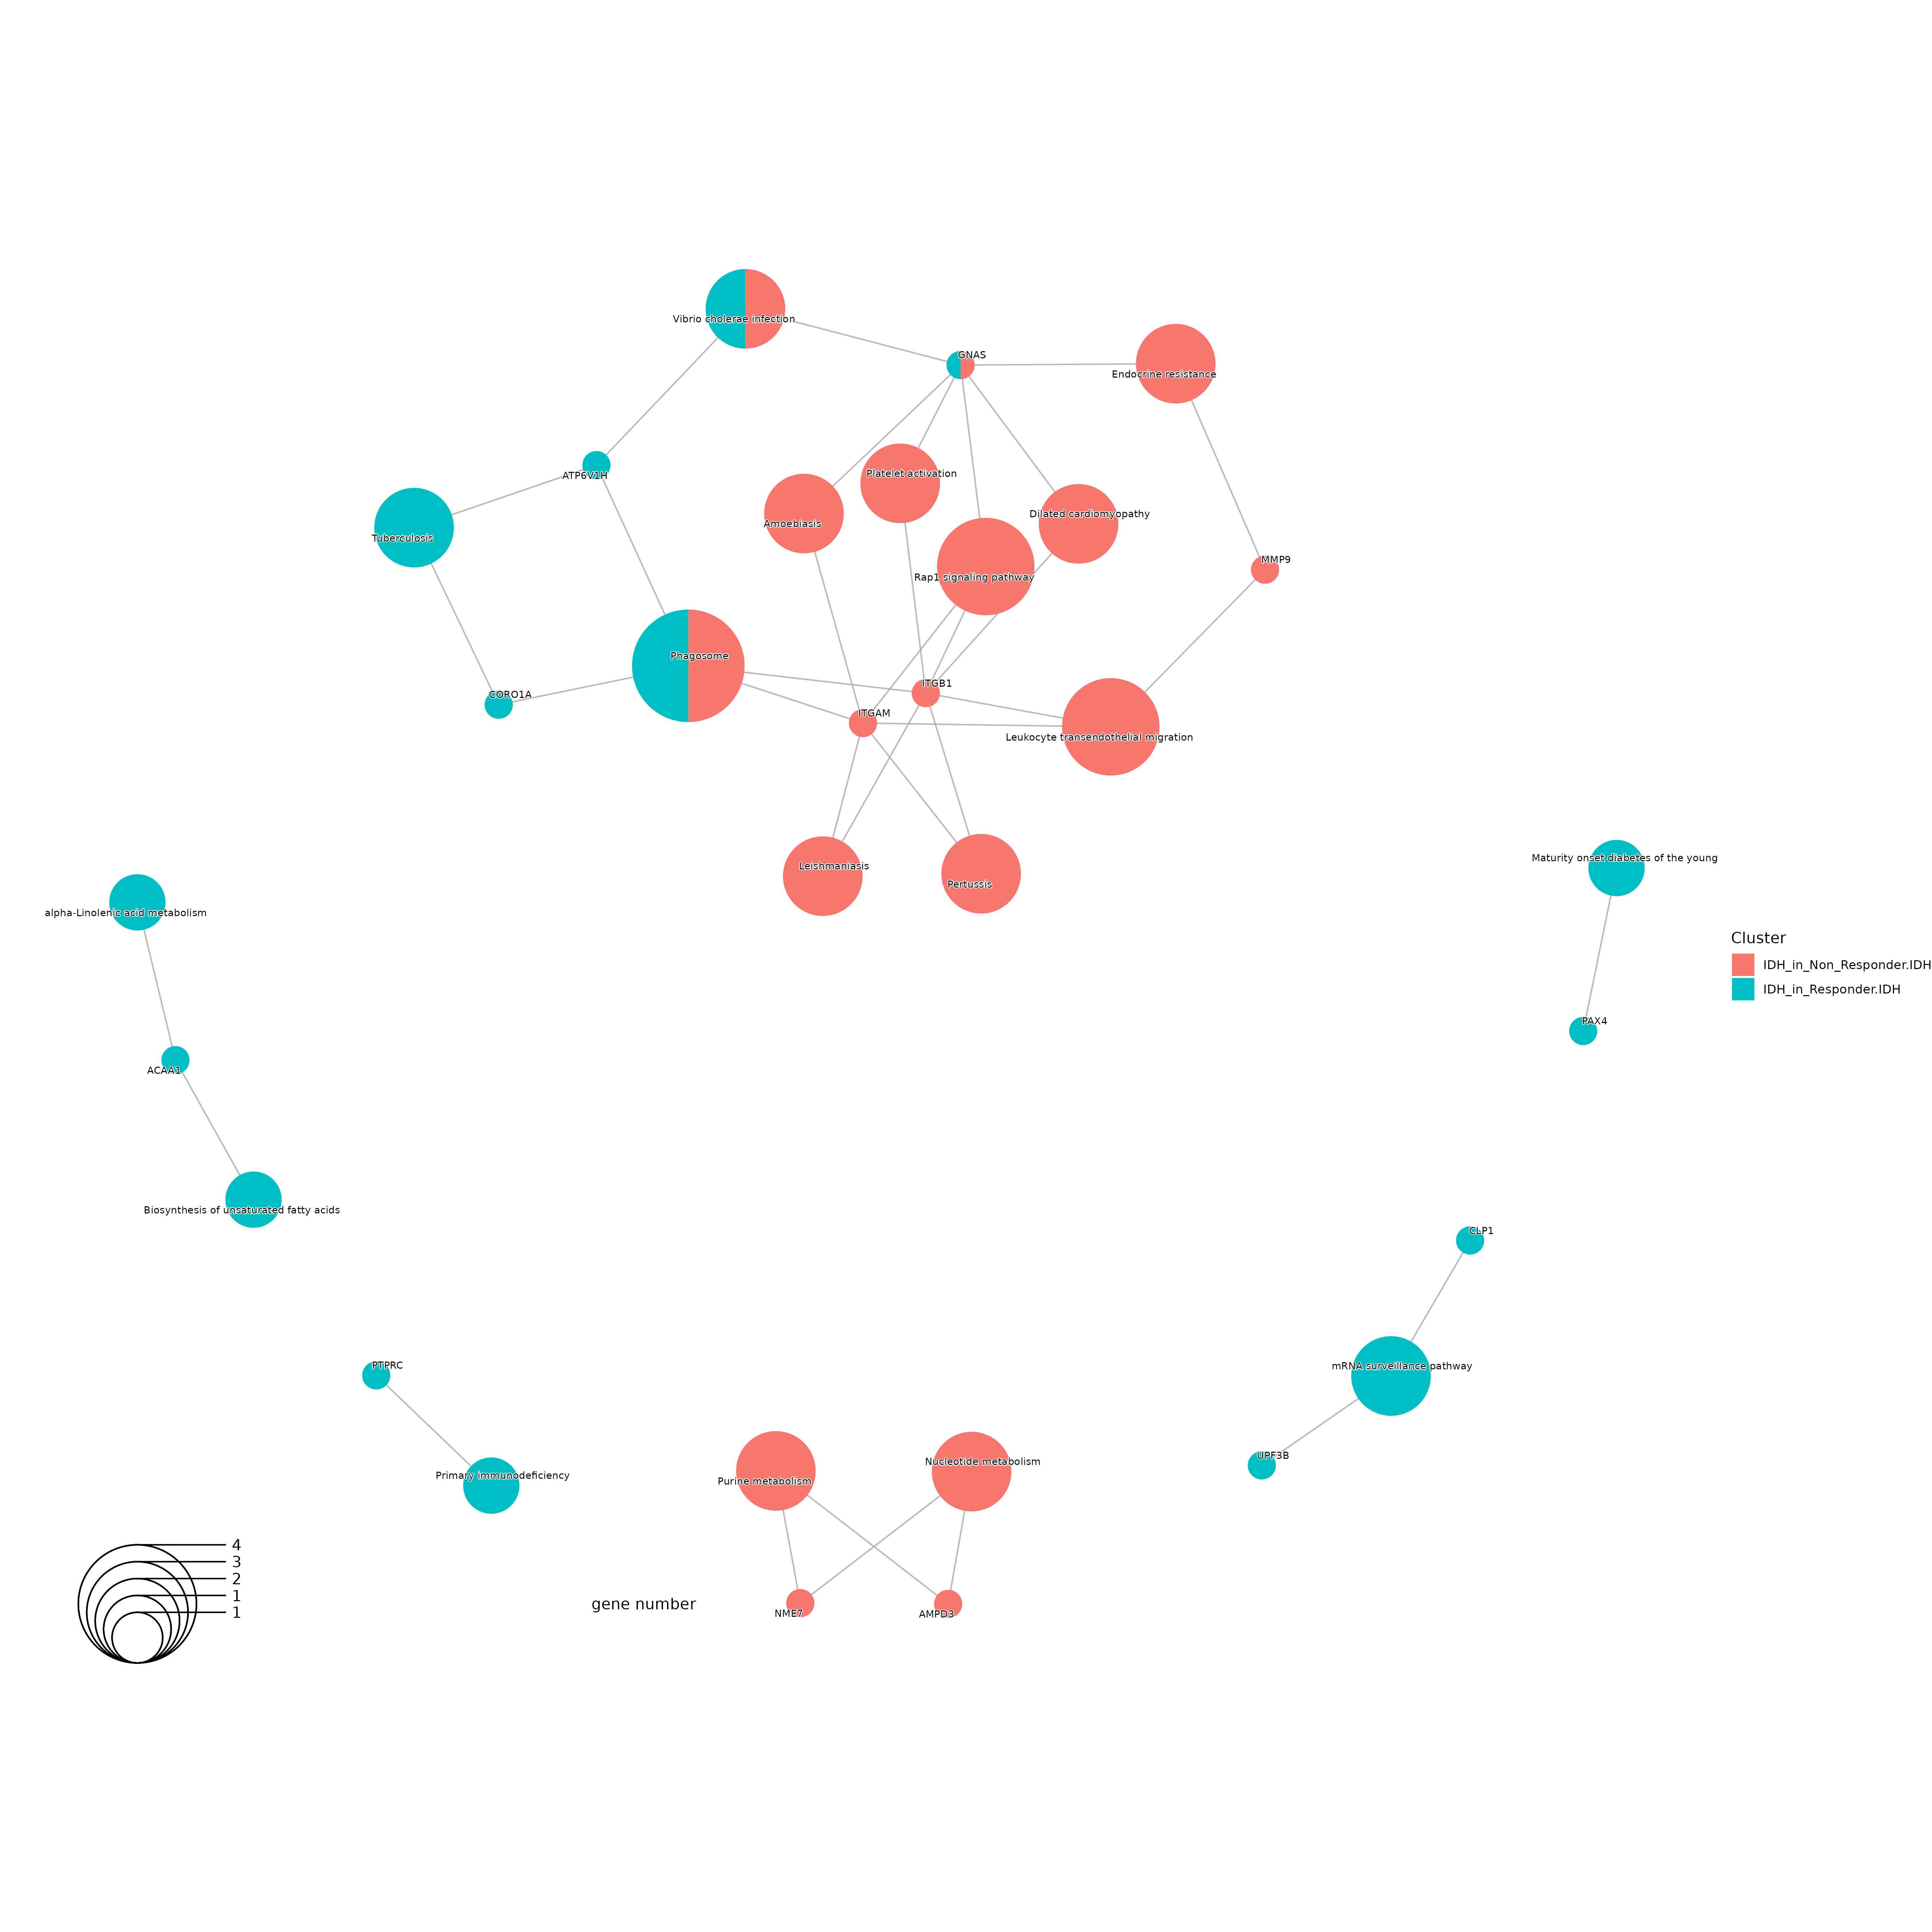 Vibrio cholerae infection
GNAS
Endocrine resistance
ATP6V1H
Platelet activation
Amoebiasis
Dilated cardiomyopathy
Tuberculosis
MMP9
Rap1 signaling pathway
Phagosome
ITGB1
CORO1A
ITGAM
Leukocyte transendothelial migration
Leishmaniasis
Pertussis
Maturity onset diabetes of the young
alpha-Linolenic acid metabolism
Cluster
IDH_in_Non_Responder.IDH
IDH_in_Responder.IDH
PAX4
ACAA1
Biosynthesis of unsaturated fatty acids
CLP1
PTPRC
mRNA surveillance pathway
UPF3B
Primary immunodeficiency
Nucleotide metabolism
Purine metabolism
4
3
2
1
1
gene number
NME7
AMPD3